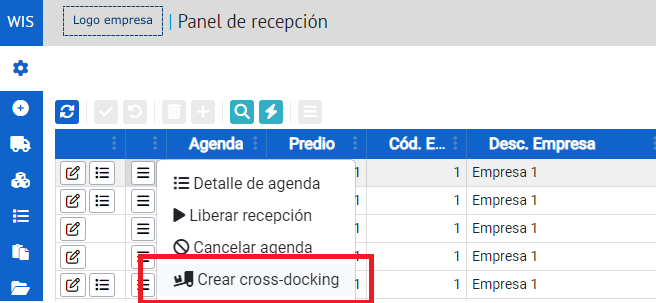 WIS Logo empresa | Panel de recepción
Agenda Predio Cód. E... Desc. Empresa
1 1 Empresa 1
Detalle de agenda
1 1 Empresa 1
Liberar recepción
1 1 Empresa 1
Cancelar agenda
1 Empresa 1
Crear cross-docking
1 Empresa 1